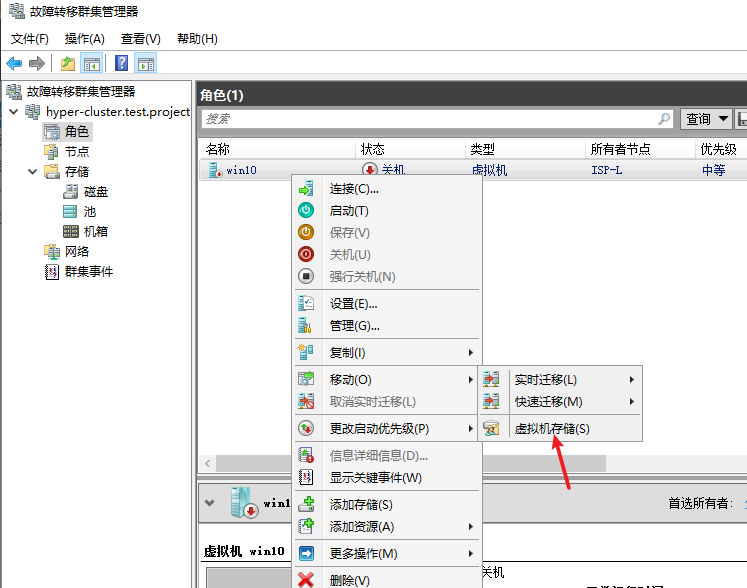 故障转移群集管理器
文件(F) 操作(A) 查看(V) 帮助(H)
故障转移群集管理器
hyper-cluster.test.project
角色
节点
存储
磁盘
池
机箱
网络
群集事件
角色(1)
搜索
查询
名称 状态 类型 所有者节点 优先级
win10 关机 虚拟机 ISP-L 中等
连接(C)...
启动(T)
保存(V)
关机(U)
强行关机(N)
设置(E)...
管理(G)...
复制(I)
移动(O)
取消实时迁移(L)
更改启动优先级(P)
信息详细信息(D)...
显示关键事件(W)
添加存储(S)
添加资源(A)
更多操作(M)
删除(V)
实时迁移(L)
快速迁移(M)
虚拟机存储(S)
win1 首选所有者:
虚拟机 win10
关机